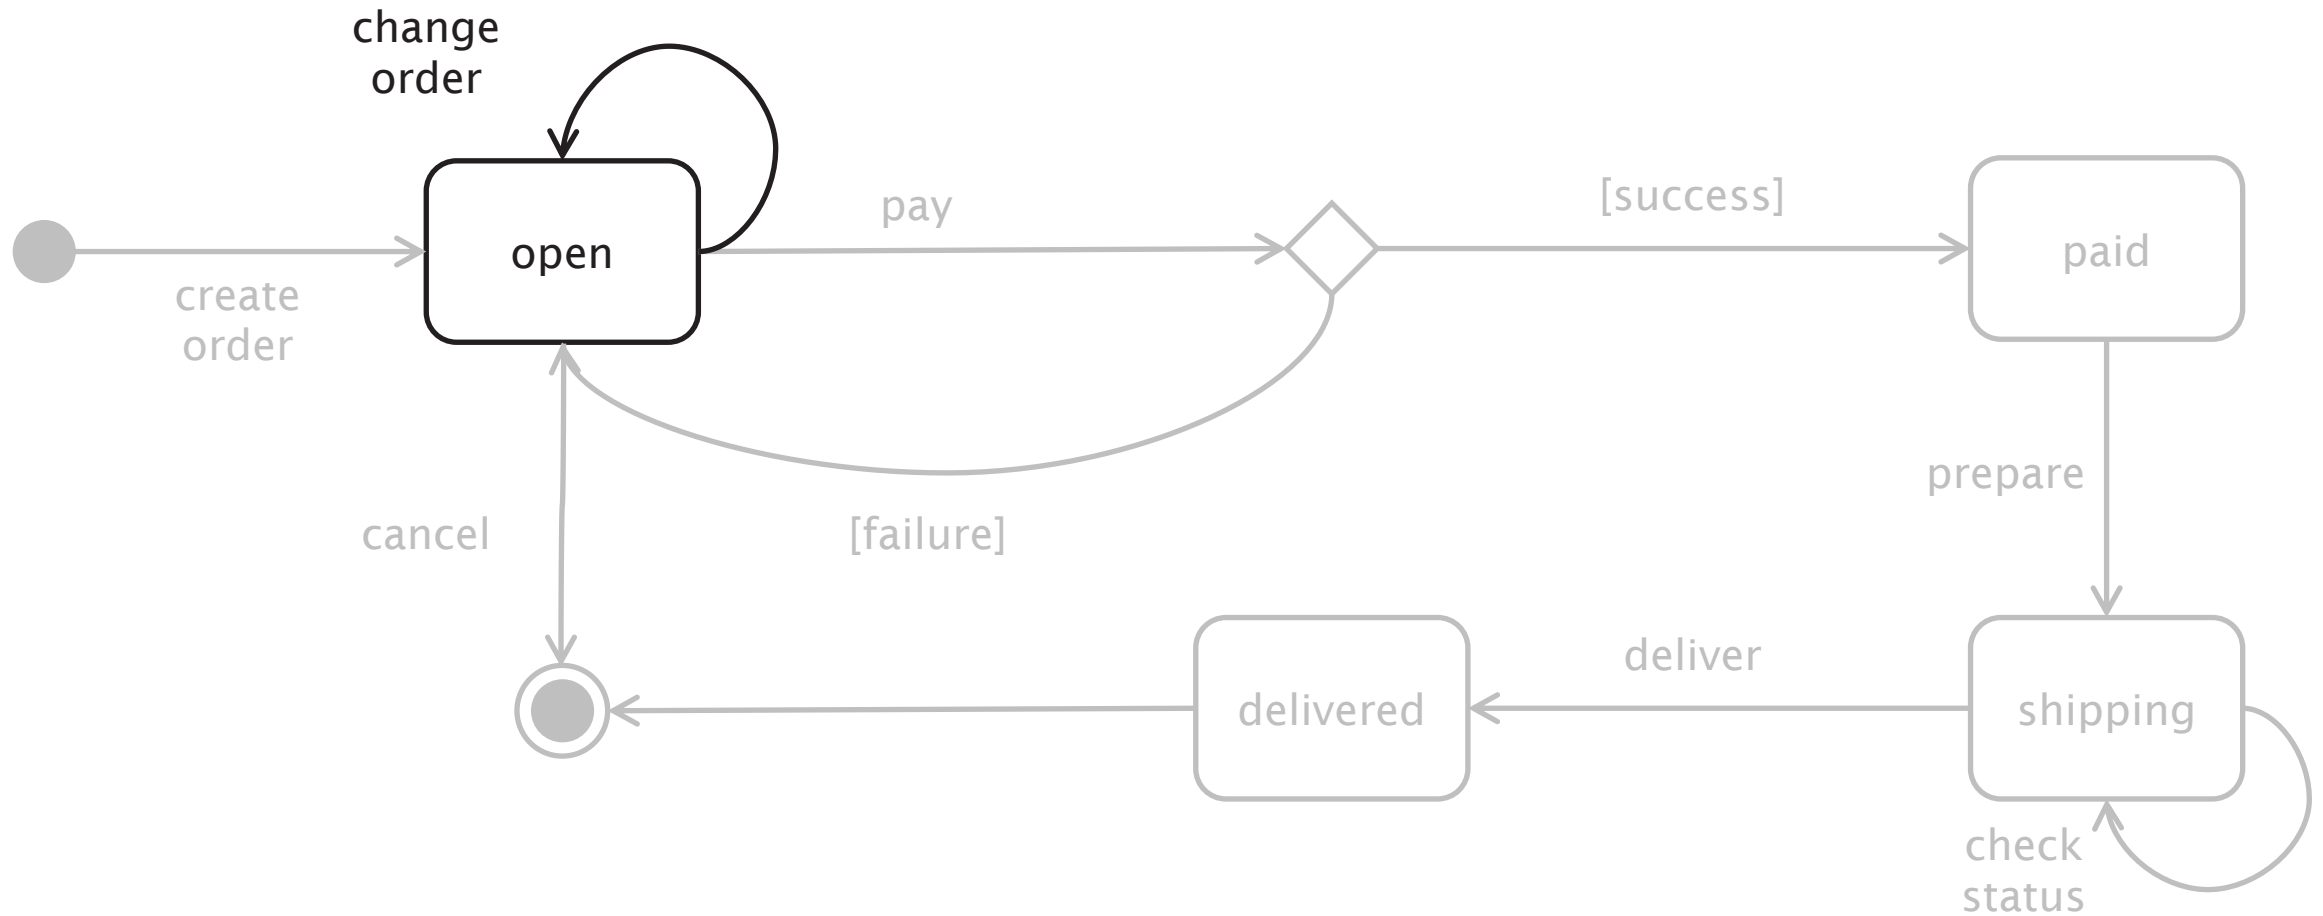 change
order
open
pay
[success]
paid
create
order
prepare
cancel
[failure]
deliver
delivered
shipping
check
status